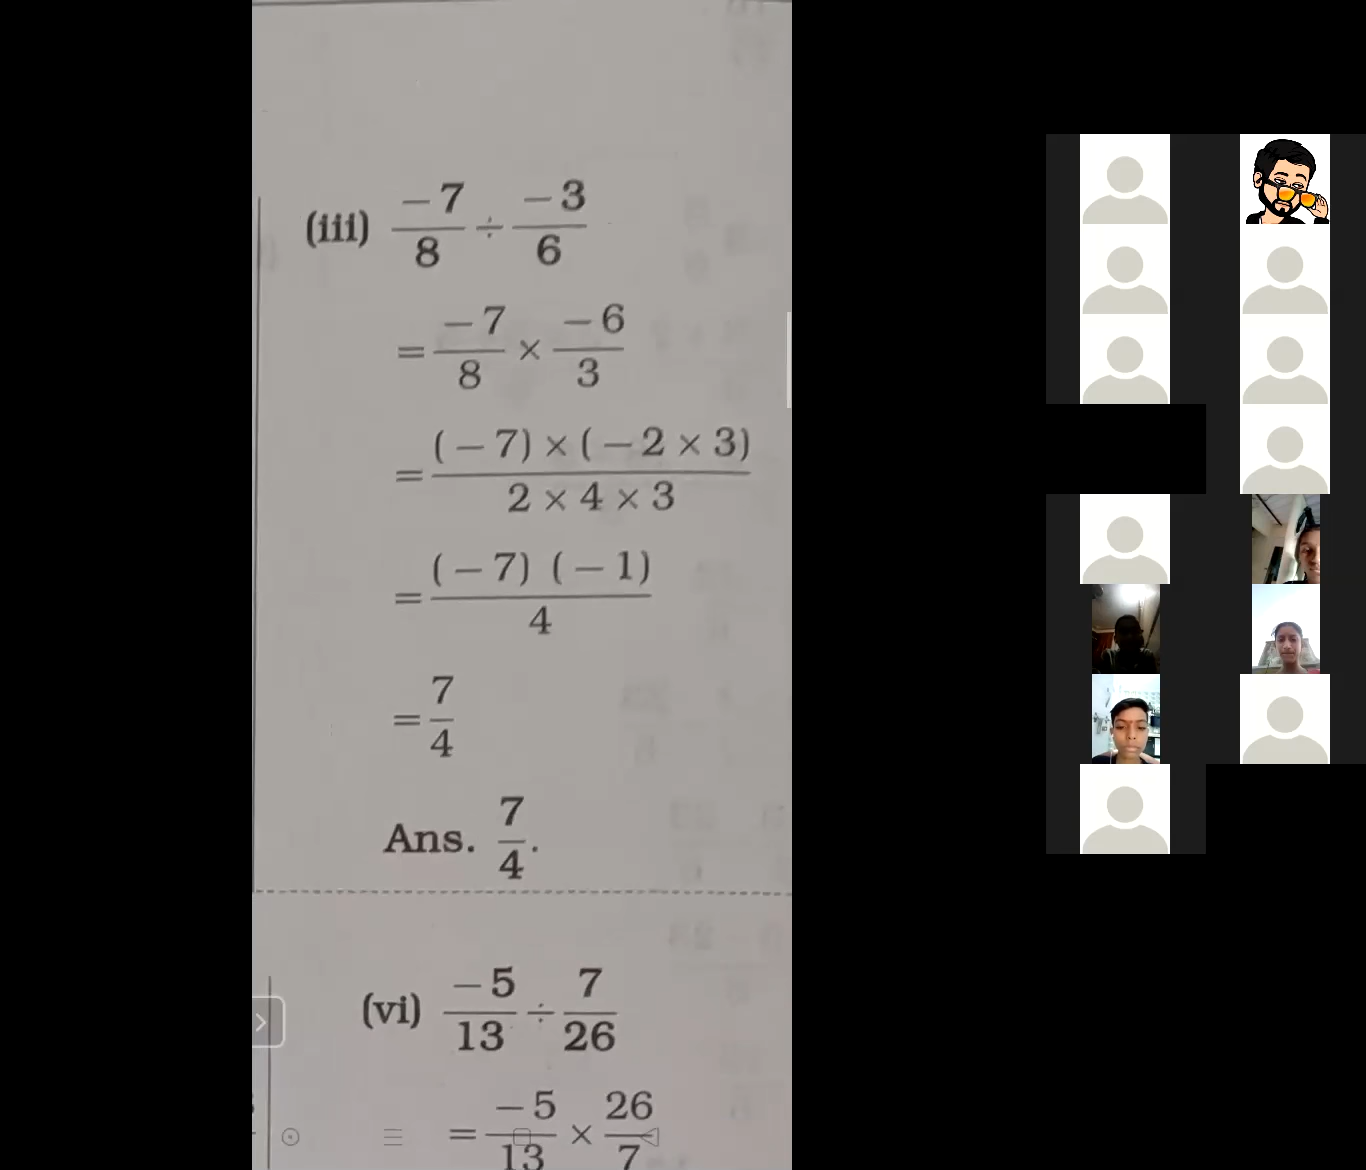 (iii) -7/8 ÷ -3/6
= -7/8 × -6/3
= (-7) × (-2 × 3)/2 × 4 × 3
= (-7) (-1)/4
= 7/4
Ans. 7/4.
(vi) -5/13 ÷ 7/26
= -5/13 × 26/7